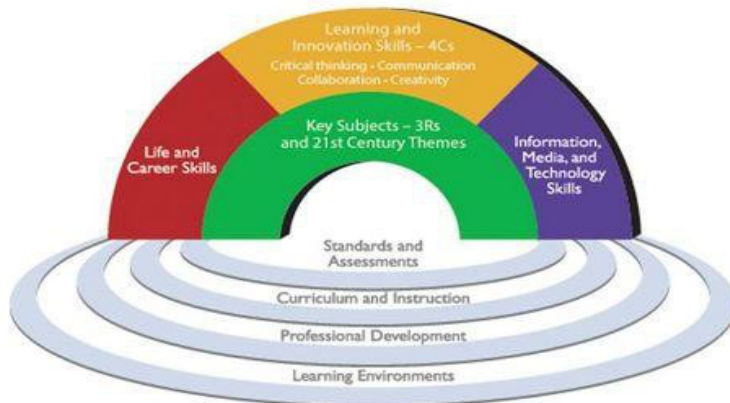 Learning and
Innovation Skills – 4Cs
Critical thinking • Communication
Collaboration • Creativity
Key Subjects – 3Rs
and 21st Century Themes
Life and
Career Skills
Information,
Media, and
Technology
Skills
Standards and
Assessments
Curriculum and Instruction
Professional Development
Learning Environments